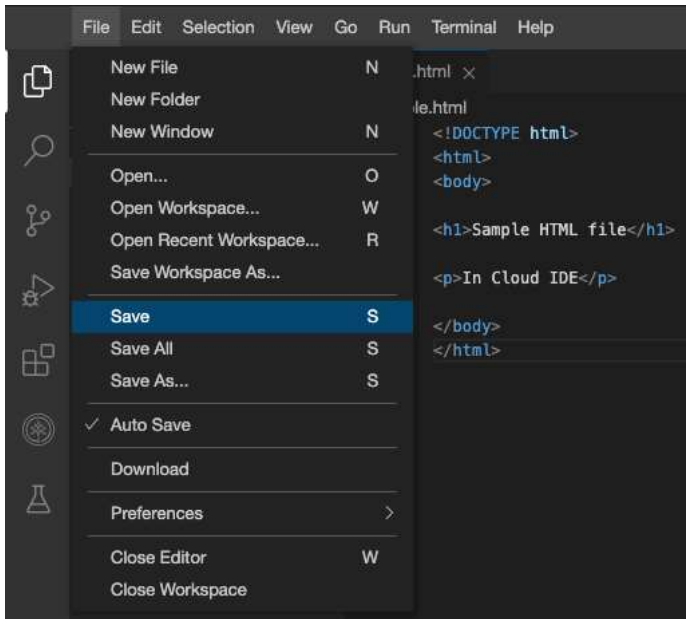 File Edit Selection View Go Run Terminal Help
New File N
New Folder
New Window N
Open... O
Open Workspace... W
Open Recent Workspace... R
Save Workspace As...
Save S
Save All S
Save As... S
✓ Auto Save
Download
Preferences >
Close Editor W
Close Workspace
.html ×
le.html
<!DOCTYPE html>
<html>
<body>
<h1>Sample HTML file</h1>
<p>In Cloud IDE</p>
</body>
</html>